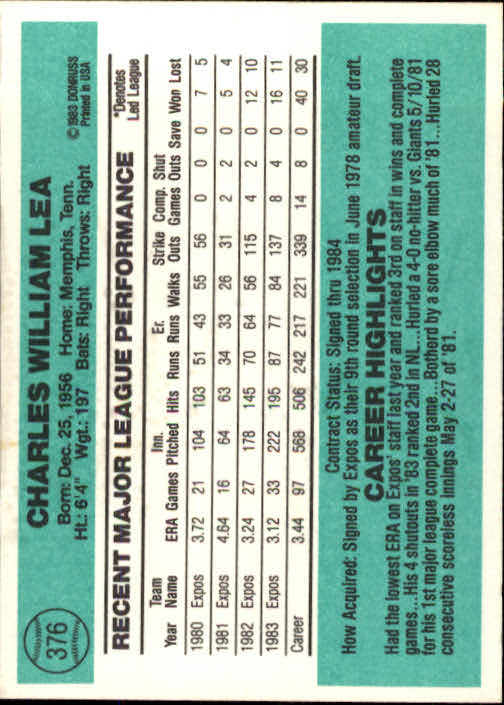 376
CHARLES WILLIAM LEA
Born: Dec. 25, 1956 Home: Memphis, Tenn.
Ht.: 6'4" Wgt.: 197 Bats: Right Throws: Right
© 1983 DONRUSS
Printed in USA
RECENT MAJOR LEAGUE PERFORMANCE
*Denotes
Led League
Team Inn. Er. Strike Comp. Shut
Year Name ERA Games Pitched Hits Runs Runs Walks Outs Games Outs Save Won Lost
1980 Expos 3.72 21 104 103 51 43 55 56 0 0 0 7 5
1981 Expos 4.64 16 64 63 34 33 26 31 2 2 0 5 4
1982 Expos 3.24 27 178 145 70 64 56 115 4 2 0 12 10
1983 Expos 3.12 33 222 195 87 77 84 137 8 4 0 16 11
Career 3.44 97 568 506 242 217 221 339 14 8 0 40 30
Contract Status: Signed thru 1984
How Acquired: Signed by Expos as their 9th round selection in June 1978 amateur draft.
CAREER HIGHLIGHTS
Had the lowest ERA on Expos' staff last year and ranked 3rd on staff in wins and complete
games...His 4 shutouts in '83 ranked 2nd in NL...Hurled a 4-0 no-hitter vs. Giants 5/10/81
for his 1st major league complete game...Botherd by a sore elbow much of '81...Hurled 28
consecutive scoreless innings May 2-27 of '81.